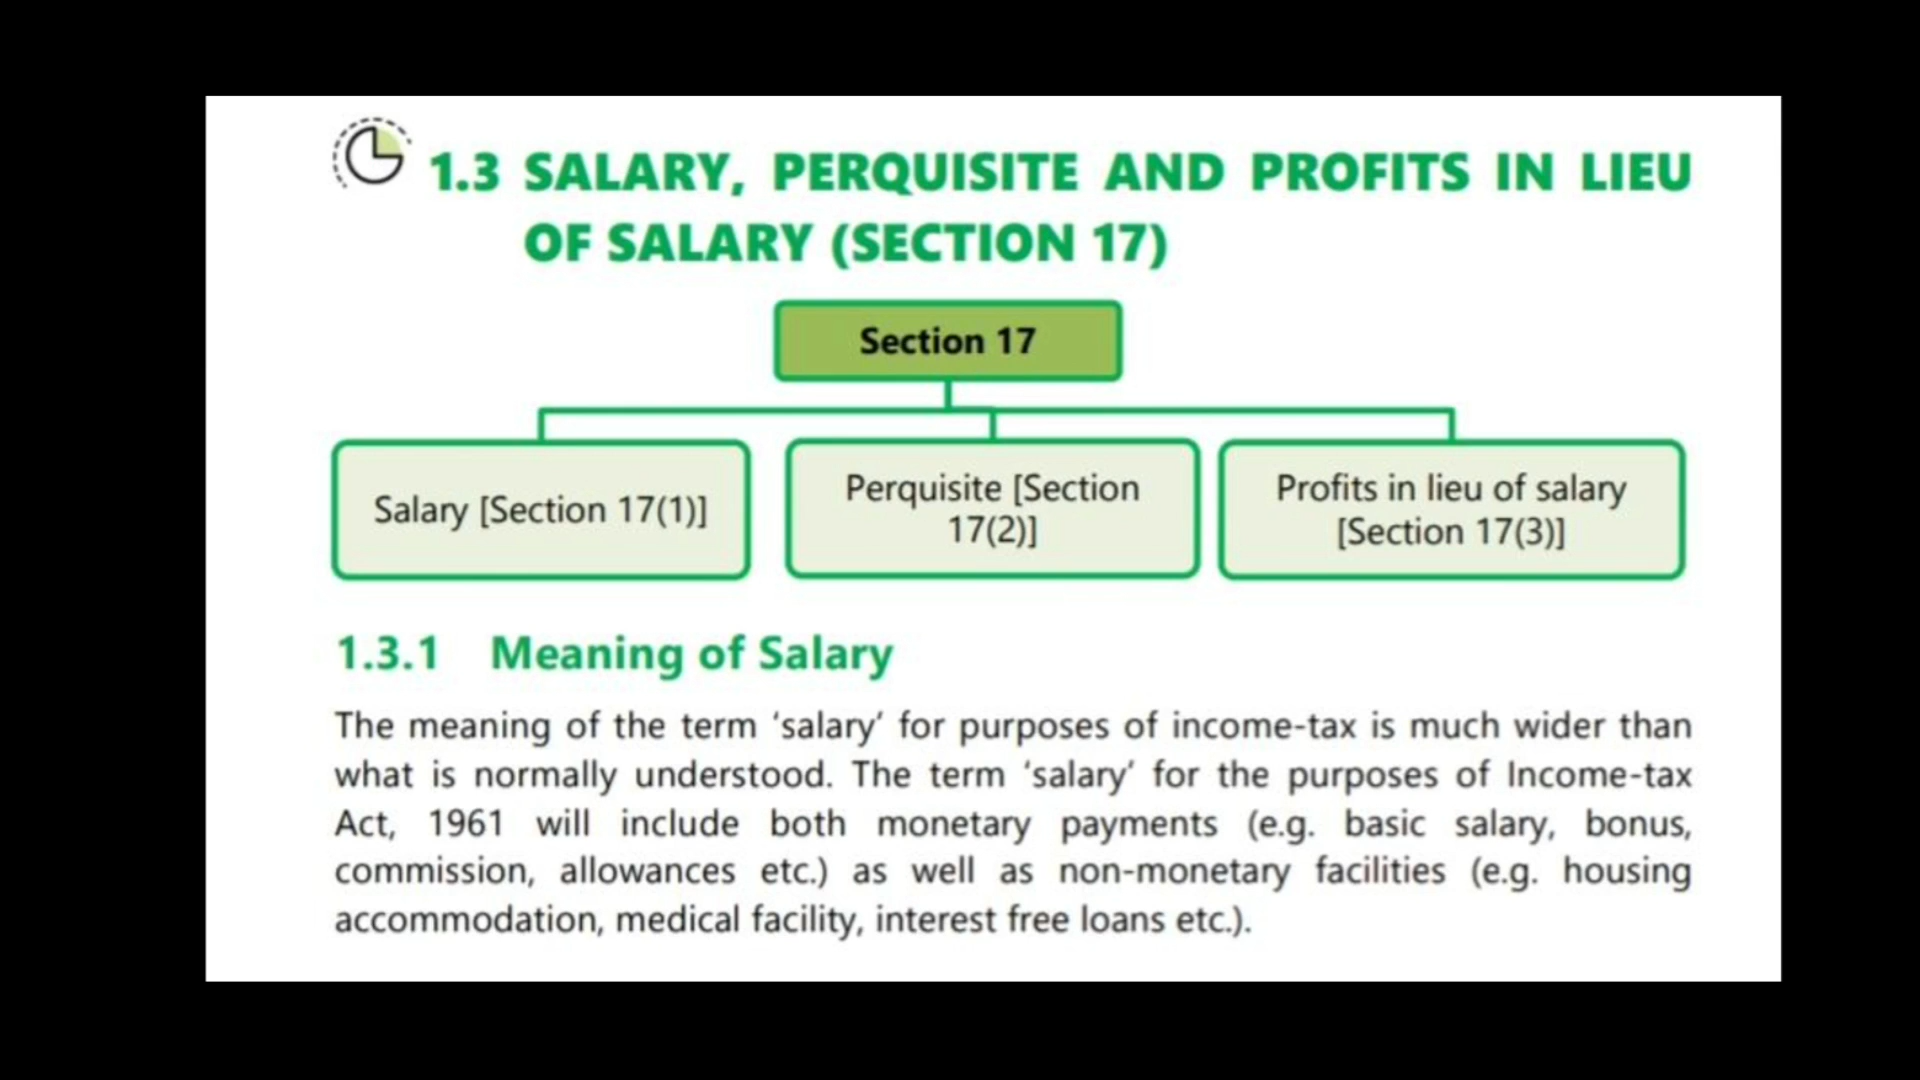 1.3 SALARY, PERQUISITE AND PROFITS IN LIEU
OF SALARY (SECTION 17)
Section 17
Salary [Section 17(1)]
Perquisite [Section
17(2)]
Profits in lieu of salary
[Section 17(3)]
1.3.1 Meaning of Salary
The meaning of the term ‘salary’ for purposes of income-tax is much wider than
what is normally understood. The term ‘salary’ for the purposes of Income-tax
Act, 1961 will include both monetary payments (e.g. basic salary, bonus,
commission, allowances etc.) as well as non-monetary facilities (e.g. housing
accommodation, medical facility, interest free loans etc.).